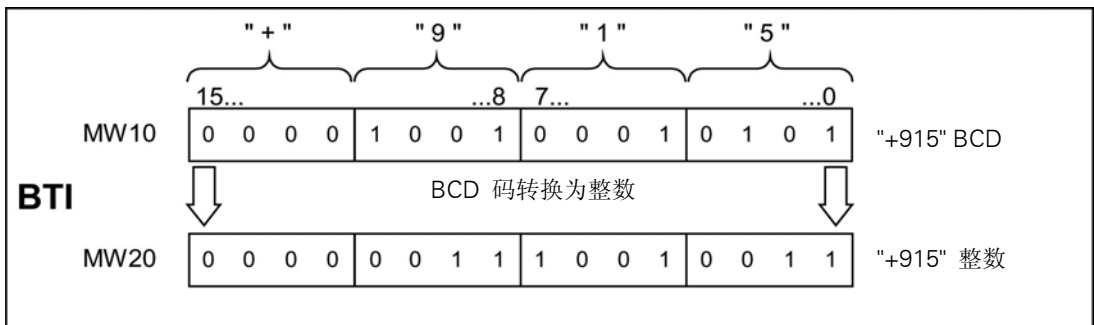 "+" "9" "1" "5"
15... ...8 7... ...0
MW10 0 0 0 0 1 0 0 1 0 0 0 1 0 1 0 1 "+915" BCD
BTI BCD 码转换为整数
MW20 0 0 0 0 0 0 1 1 1 0 0 1 0 0 1 1 "+915" 整数